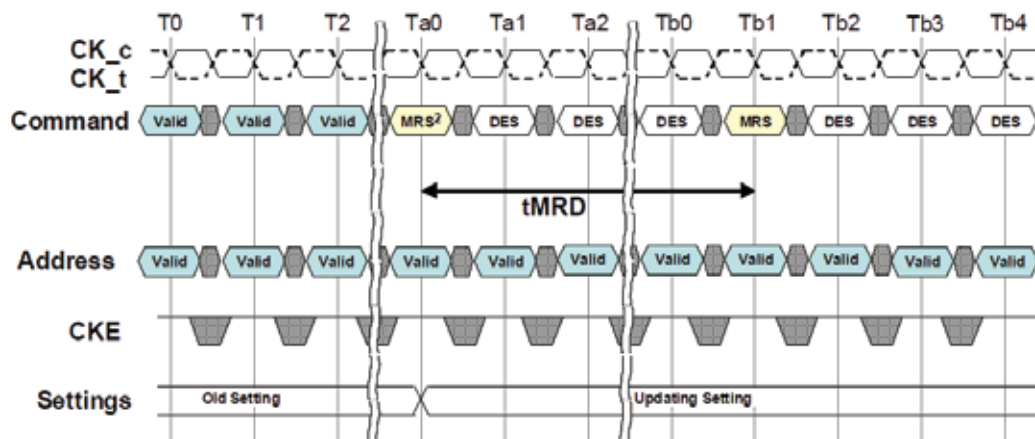 T0 T1 T2 Ta0 Ta1 Ta2 Tb0 Tb1 Tb2 Tb3 Tb4
CK_c
CK_t
Command Valid Valid Valid MRS² DES DES DES MRS DES DES DES
tMRD
Address Valid Valid Valid Valid Valid Valid Valid Valid Valid Valid Valid
CKE
Settings Old Setting Updating Setting